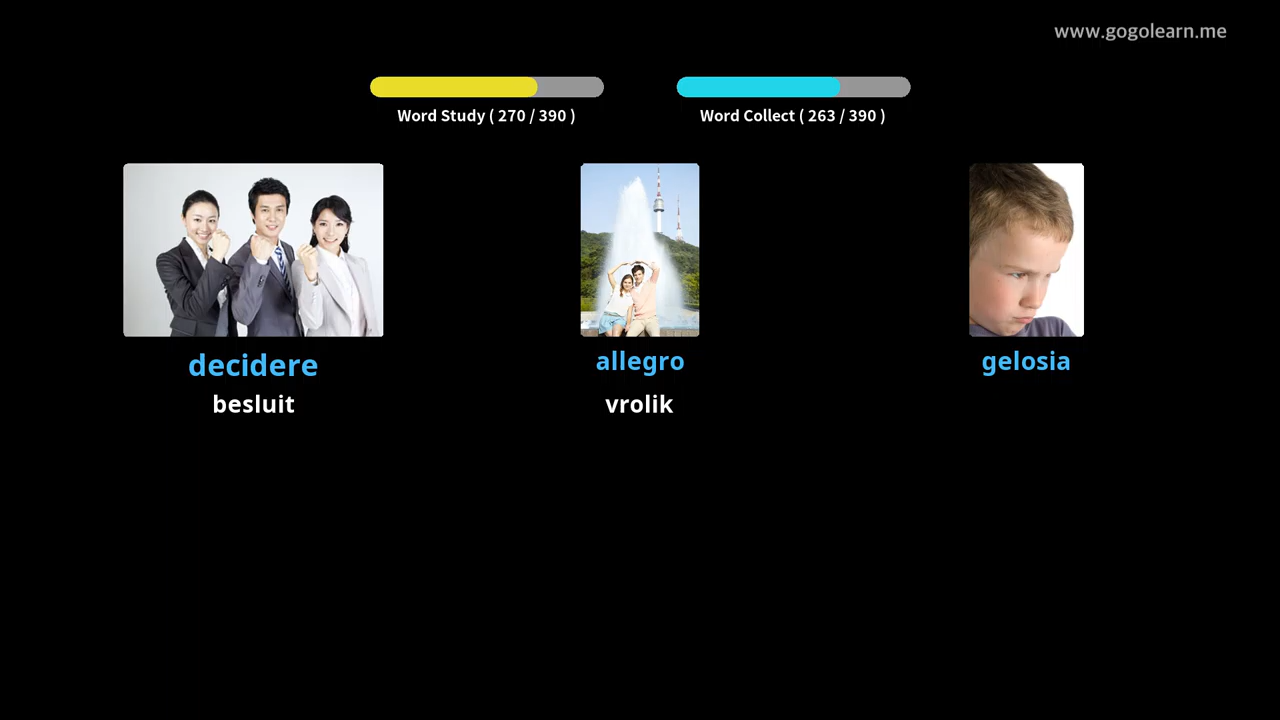 www.gogolearn.me
Word Study ( 270 / 390 )
Word Collect ( 263 / 390 )
decidere
allegro
gelosia
besluit
vrolik